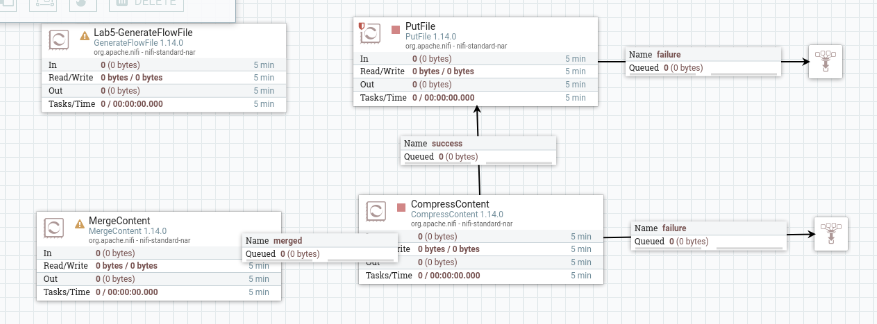 DELETE
Lab5-GenerateFlowFile
GenerateFlowFile 1.14.0
org.apache.nifi - nifi-standard-nar
In 0 (0 bytes) 5 min
Read/Write 0 bytes / 0 bytes 5 min
Out 0 (0 bytes) 5 min
Tasks/Time 0 / 00:00:00.000 5 min
PutFile
PutFile 1.14.0
org.apache.nifi - nifi-standard-nar
In 0 (0 bytes) 5 min
Read/Write 0 bytes / 0 bytes 5 min
Out 0 (0 bytes) 5 min
Tasks/Time 0 / 00:00:00.000 5 min
Name failure
Queued 0 (0 bytes)
Name success
Queued 0 (0 bytes)
MergeContent
MergeContent 1.14.0
org.apache.nifi - nifi-standard-nar
In 0 (0 bytes)
Read/Write 0 bytes / 0 bytes 5 min
Out 0 (0 bytes) 5 min
Tasks/Time 0 / 00:00:00.000 5 min
Name merged
Queued 0 (0 bytes)
CompressContent
CompressContent 1.14.0
org.apache.nifi - nifi-standard-nar
0 (0 bytes) 5 min
0 bytes / 0 bytes 5 min
Out 0 (0 bytes) 5 min
Tasks/Time 0 / 00:00:00.000 5 min
Name failure
Queued 0 (0 bytes)